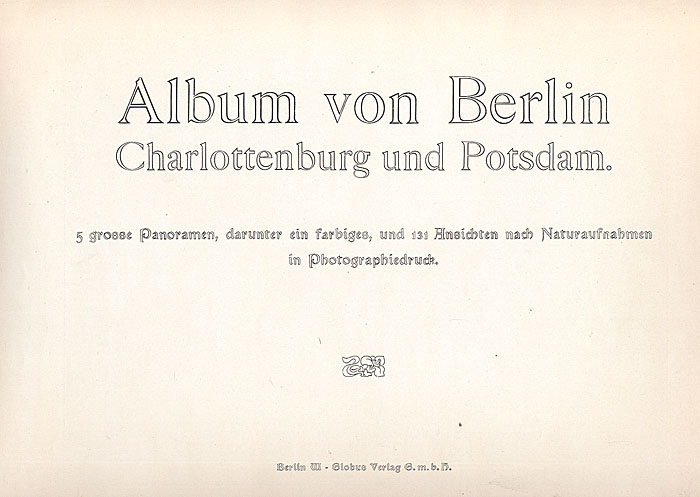 Album von Berlin
Charlottenburg und Potsdam.
5 grosse Panoramen, darunter ein farbiges, und 131 Ansichten nach Naturaufnahmen
in Photographiedruck.
Berlin W - Globus Verlag G.m.b.H.